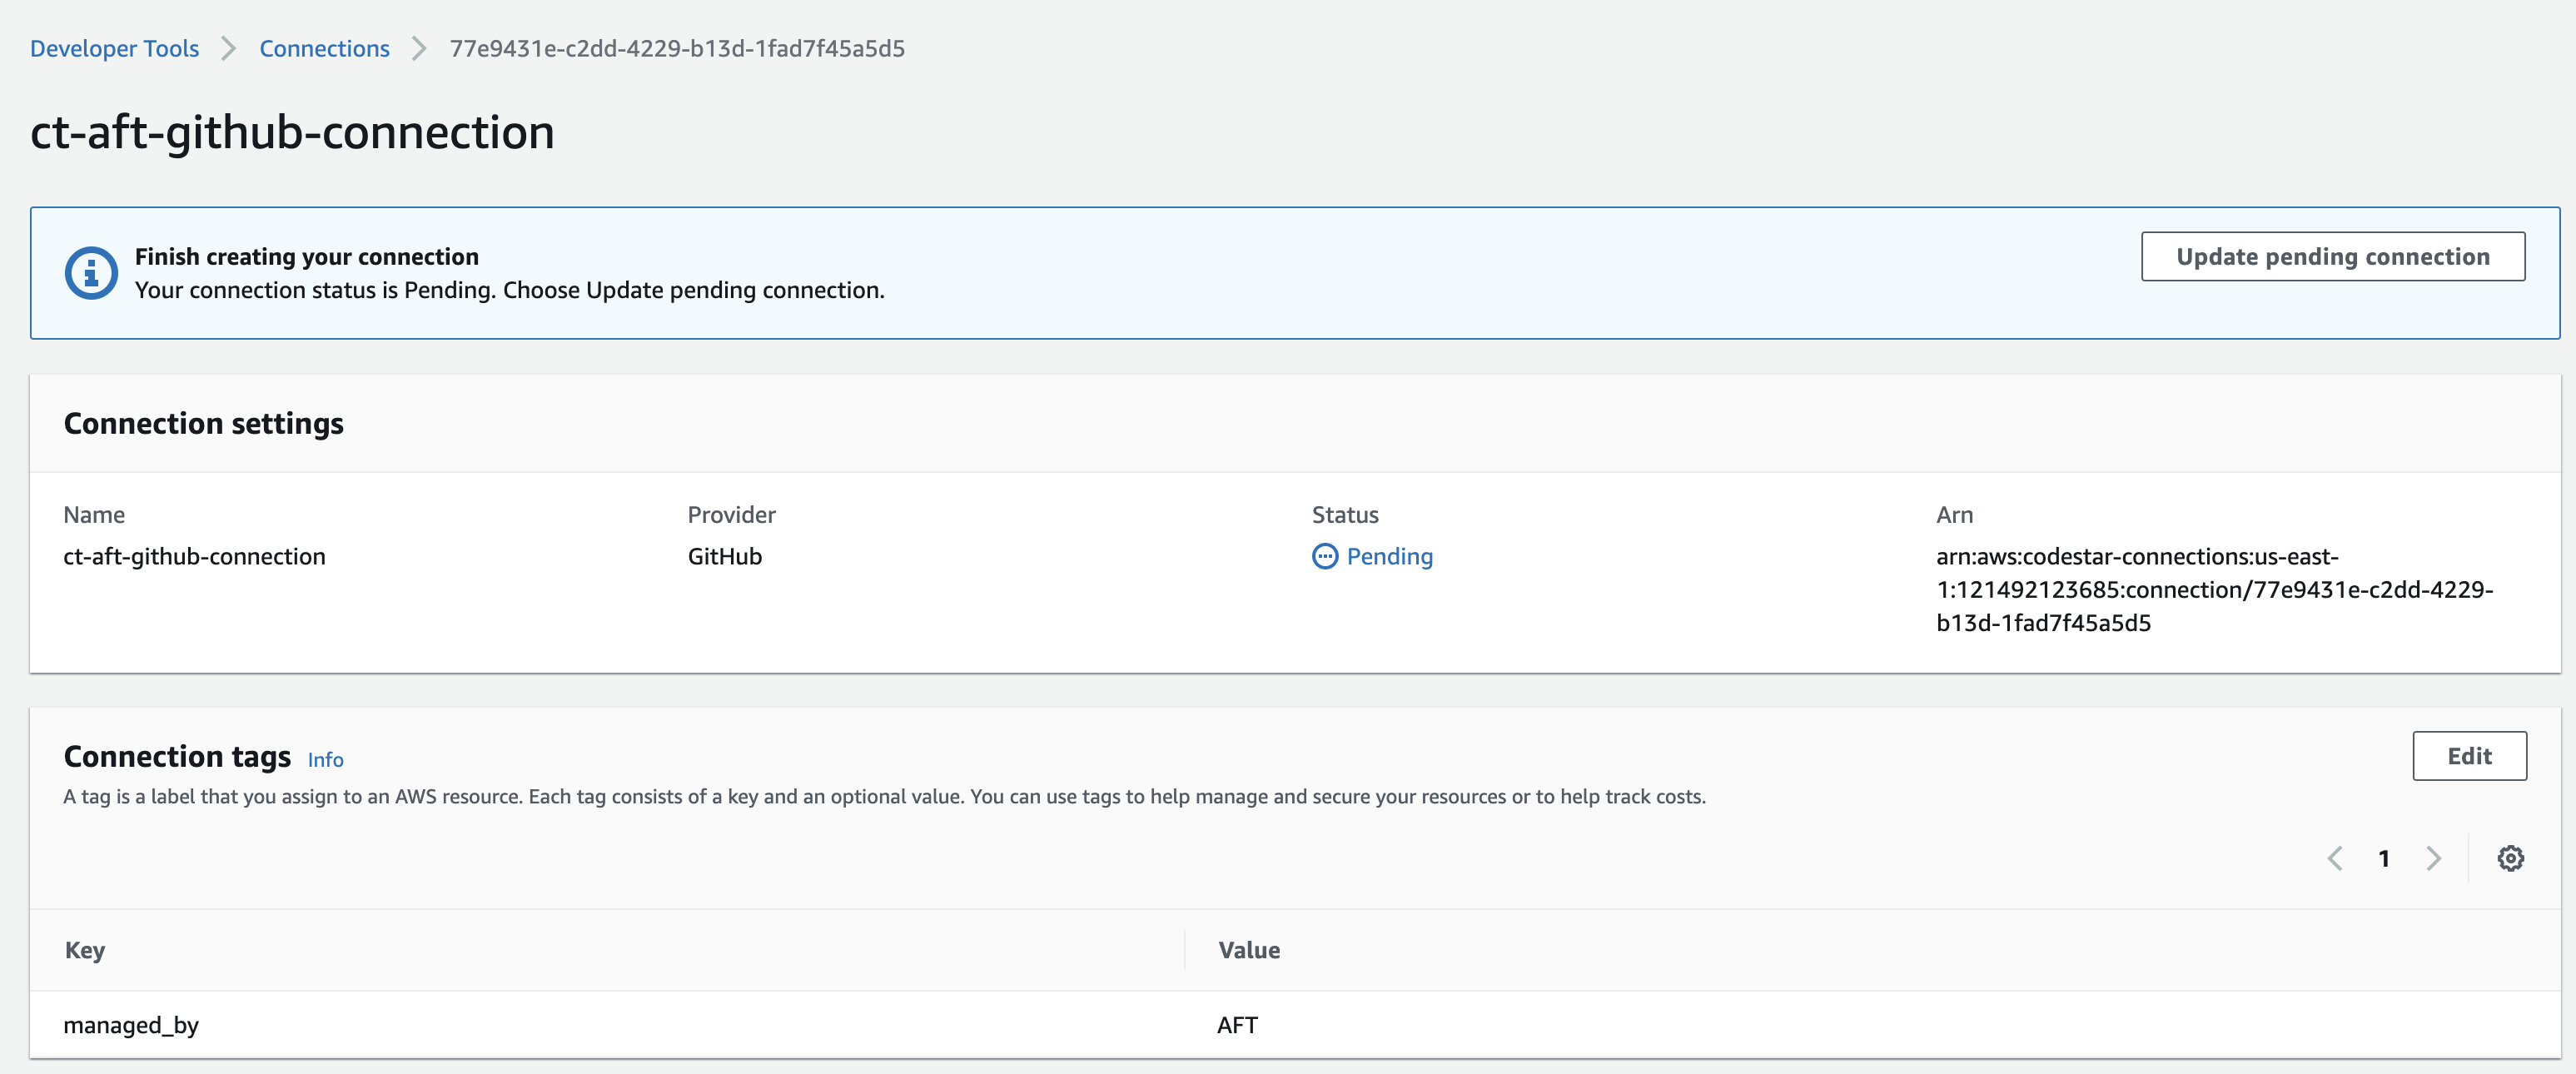 Developer Tools > Connections > 77e9431e-c2dd-4229-b13d-1fad7f45a5d5
ct-aft-github-connection
Finish creating your connection
Your connection status is Pending. Choose Update pending connection.
Update pending connection
Connection settings
Name
ct-aft-github-connection
Provider
GitHub
Status
Pending
Arn
arn:aws:codestar-connections:us-east-
1:121492123685:connection/77e9431e-c2dd-4229-
b13d-1fad7f45a5d5
Connection tags Info
Edit
A tag is a label that you assign to an AWS resource. Each tag consists of a key and an optional value. You can use tags to help manage and secure your resources or to help track costs.
1
Key Value
managed_by AFT